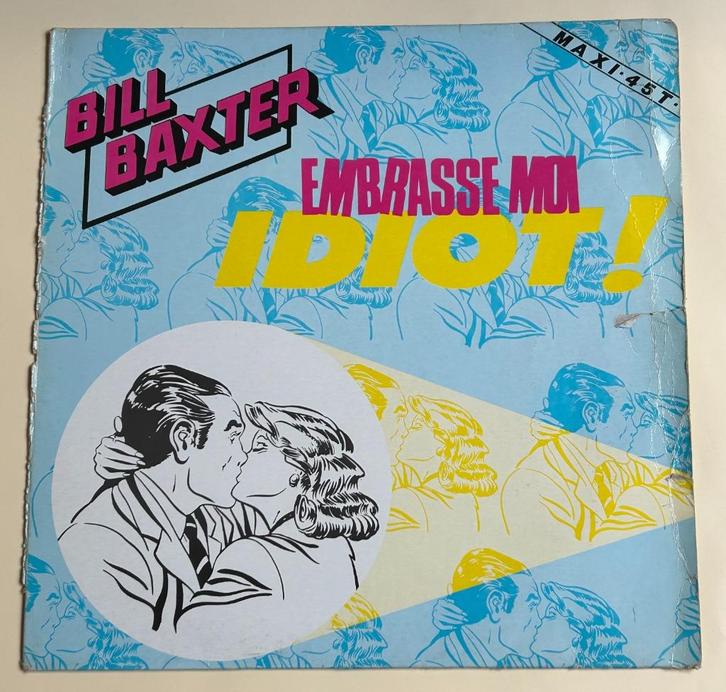 BILL
BAXTER
MAXI·45T·
EMBRASSE MOI
IDIOT!